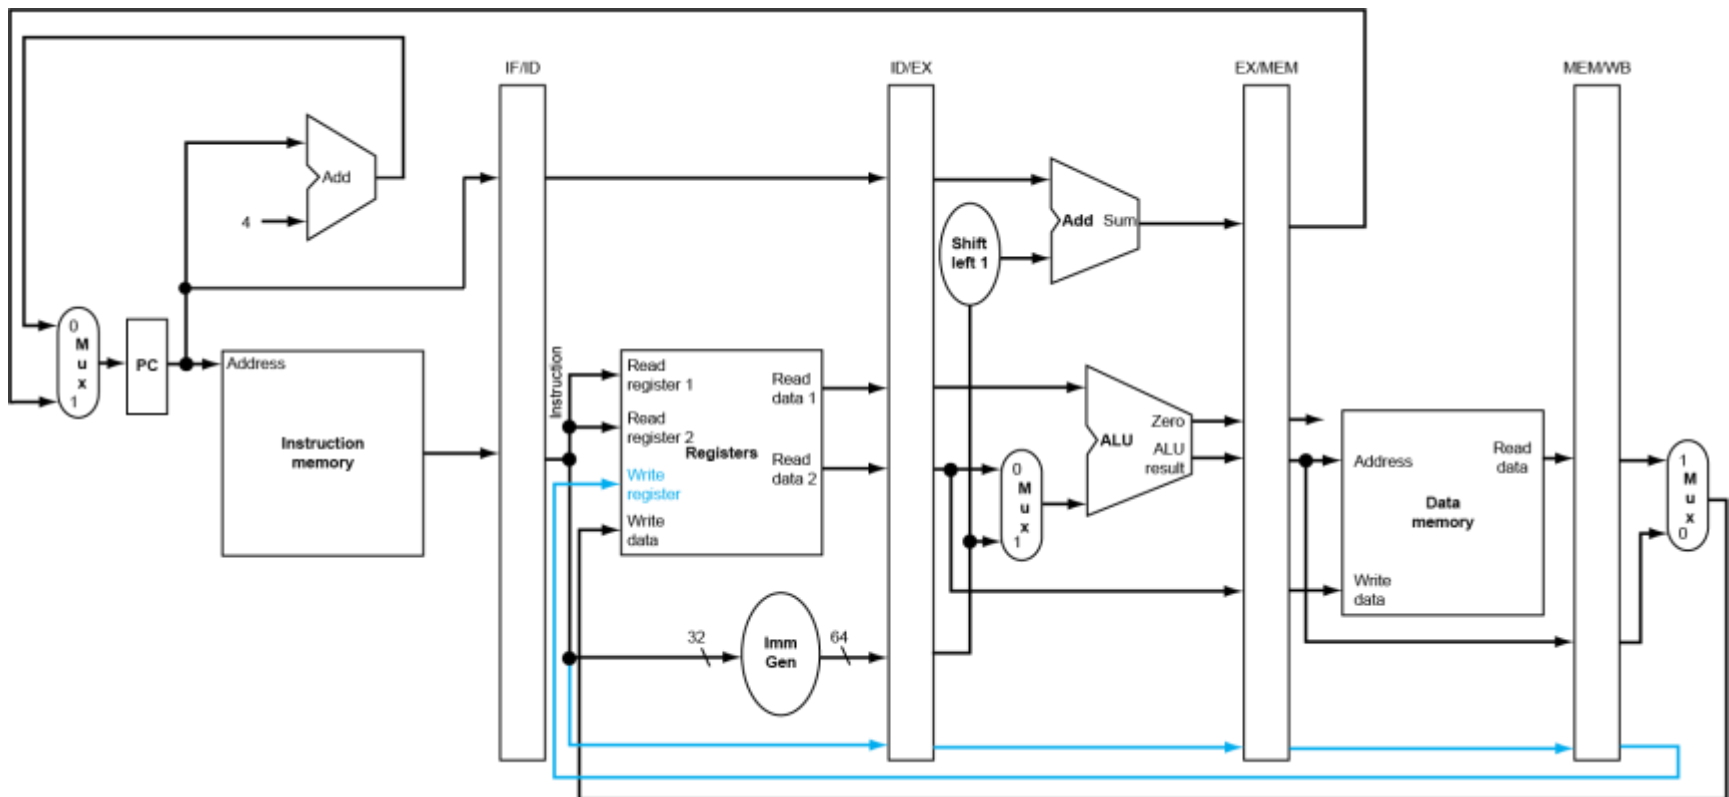 IF/ID
ID/EX
EX/MEM
MEM/WB
Add
4
Add Sum
Shift
left 1
0
M
u
x
1
PC
Address
Instruction
memory
Instruction
Read
register 1
Read
register 2
Write
register
Write
data
Registers
Read
data 1
Read
data 2
0
M
u
x
1
Zero
ALU
ALU
result
Address
Read
data
Data
memory
Write
data
1
M
u
x
0
32
Imm
Gen
64